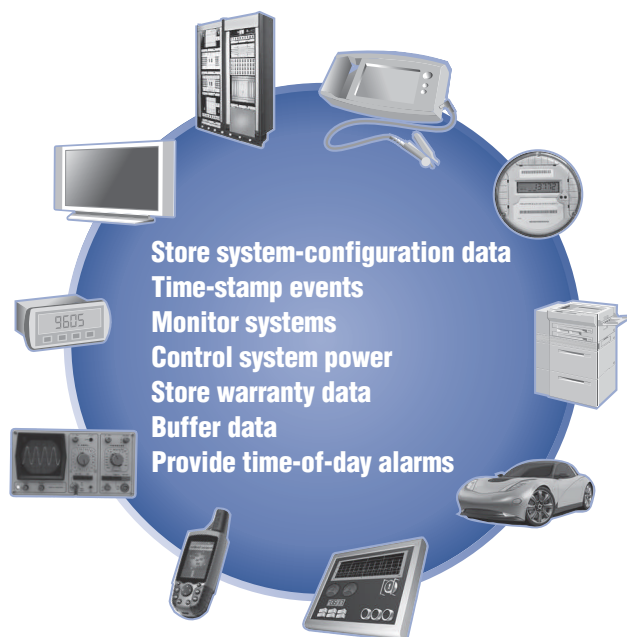 Store system-configuration data
Time-stamp events
Monitor systems
Control system power
Store warranty data
Buffer data
Provide time-of-day alarms
9605